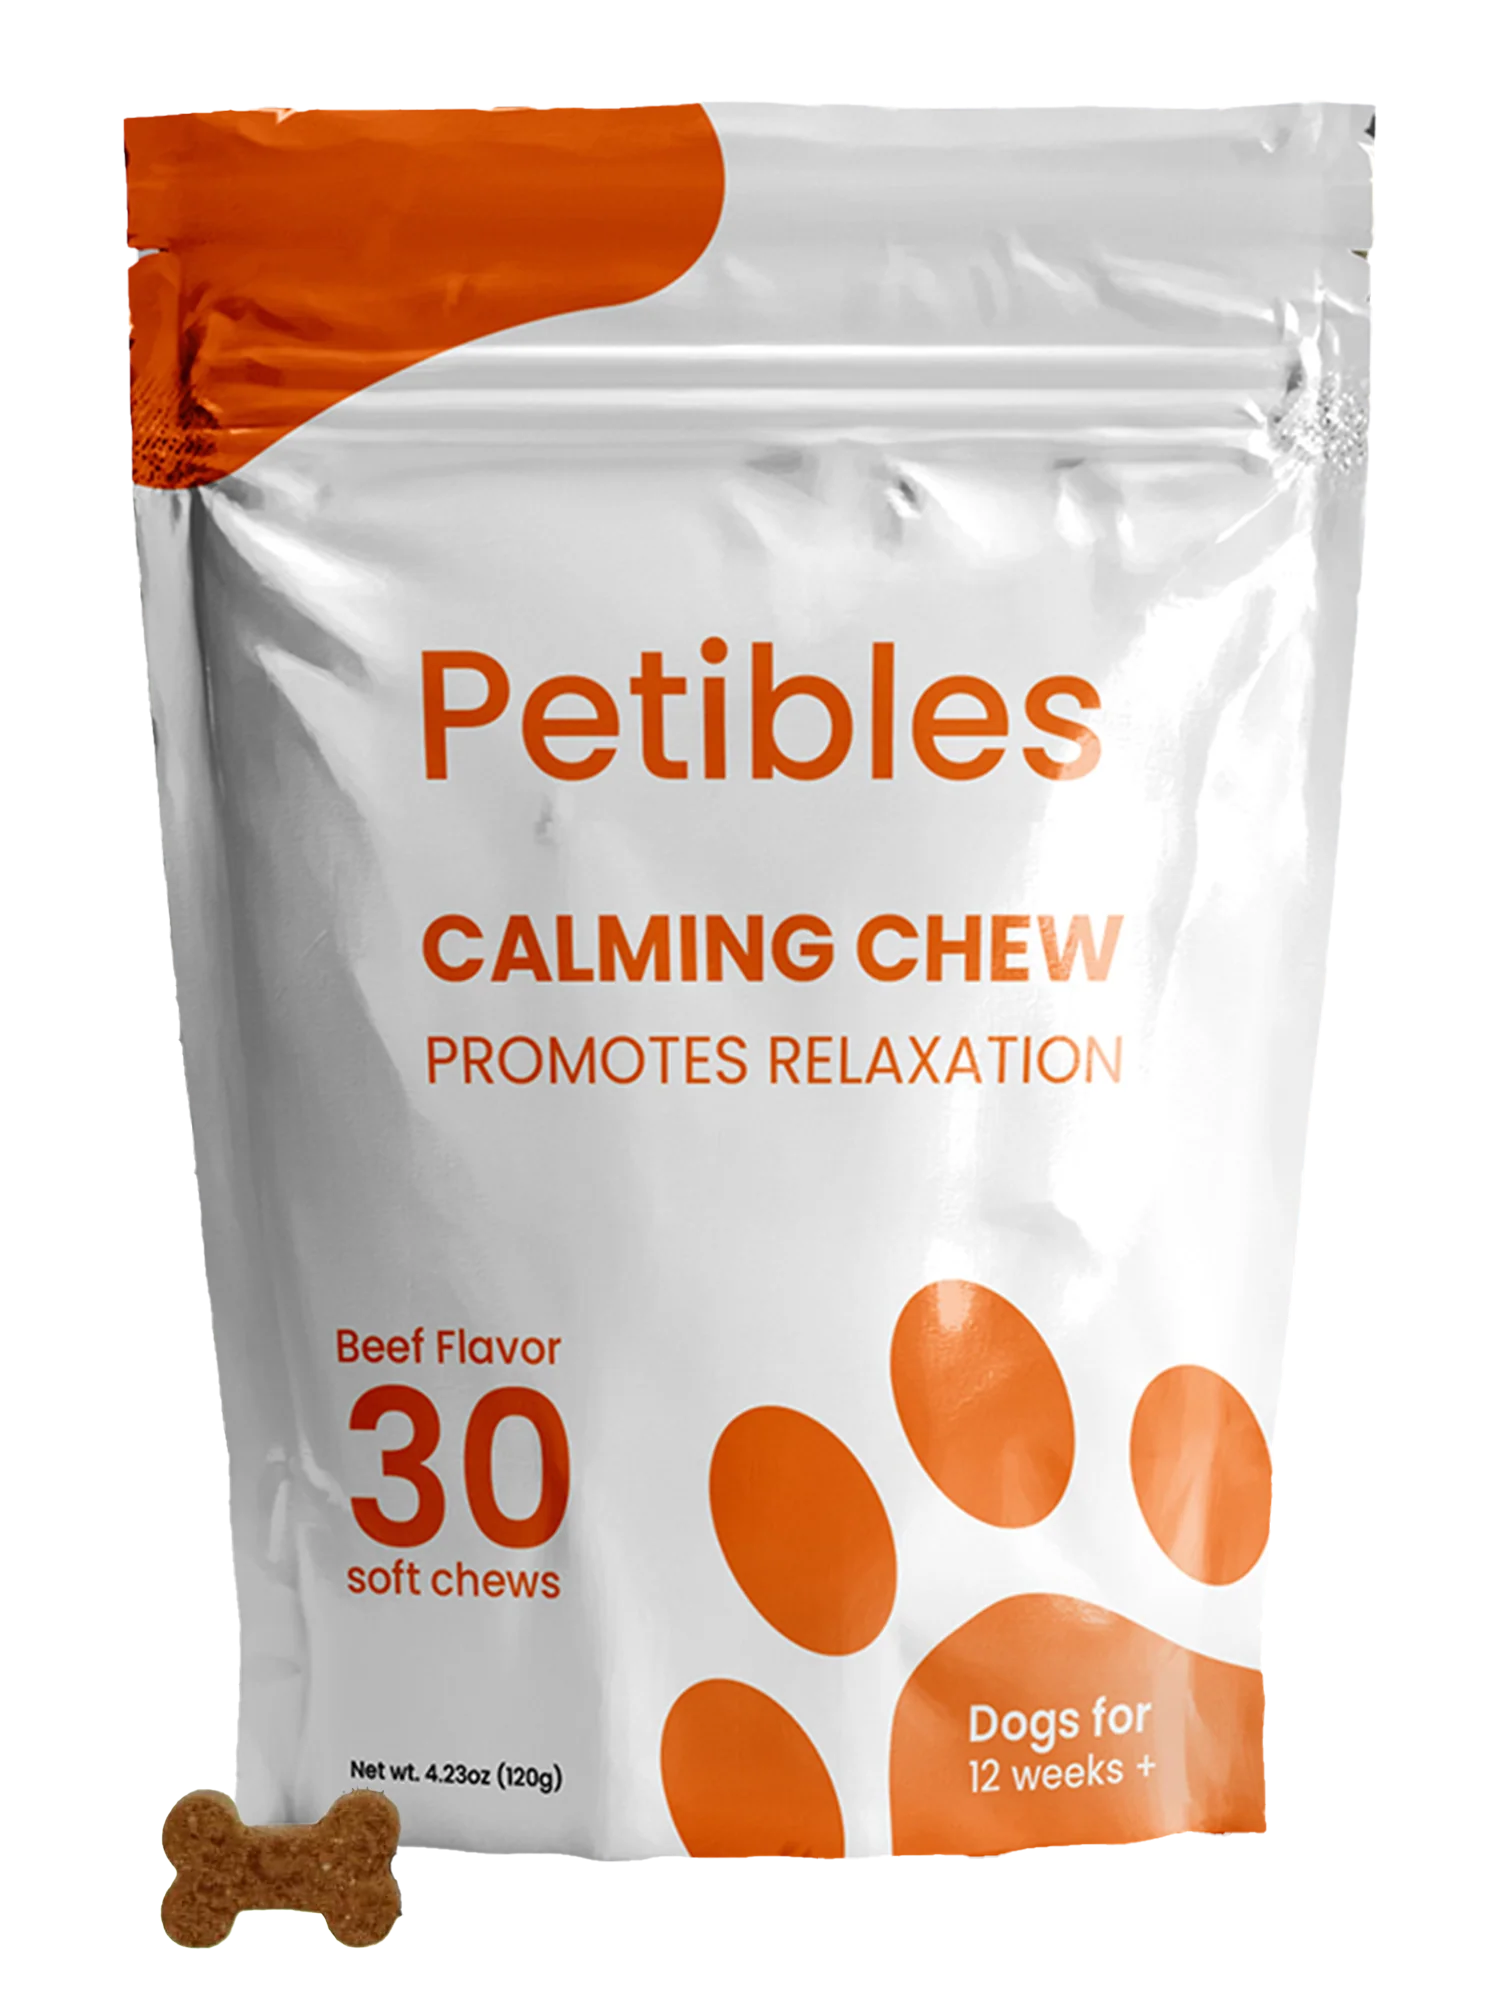 Petibles
CALMING CHEW
PROMOTES RELAXATION
Beef Flavor
30
soft chews
Net wt. 4.23oz (120g)
Dogs for
12 weeks +